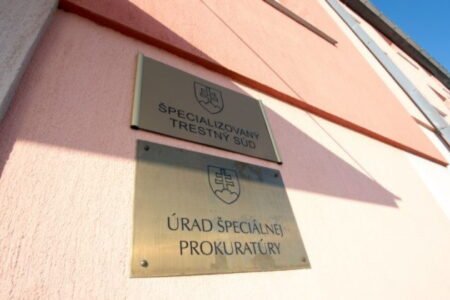 ŠPECIALIZOVANÝ
TRESTNÝ SÚD
ÚRAD ŠPECIÁLNEJ
PROKURATÚRY